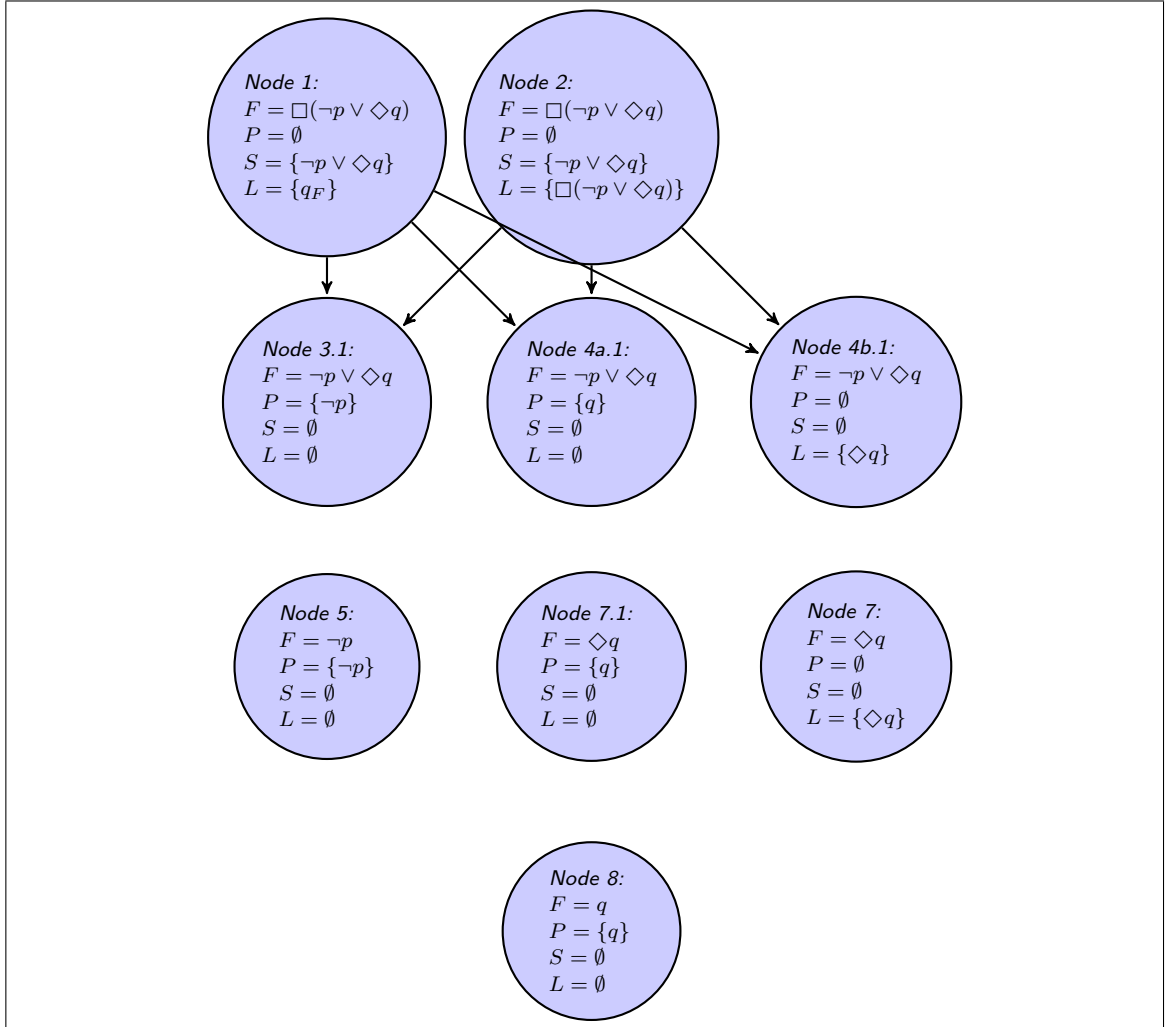 Node 1:
F = □(¬p ∨ ◇q)
P = ∅
S = {¬p ∨ ◇q}
L = {q_F}
Node 2:
F = □(¬p ∨ ◇q)
P = ∅
S = {¬p ∨ ◇q}
L = {□(¬p ∨ ◇q)}
Node 3.1:
F = ¬p ∨ ◇q
P = {¬p}
S = ∅
L = ∅
Node 4a.1:
F = ¬p ∨ ◇q
P = {q}
S = ∅
L = ∅
Node 4b.1:
F = ¬p ∨ ◇q
P = ∅
S = ∅
L = {◇q}
Node 5:
F = ¬p
P = {¬p}
S = ∅
L = ∅
Node 7.1:
F = ◇q
P = {q}
S = ∅
L = ∅
Node 7:
F = ◇q
P = ∅
S = ∅
L = {◇q}
Node 8:
F = q
P = {q}
S = ∅
L = ∅